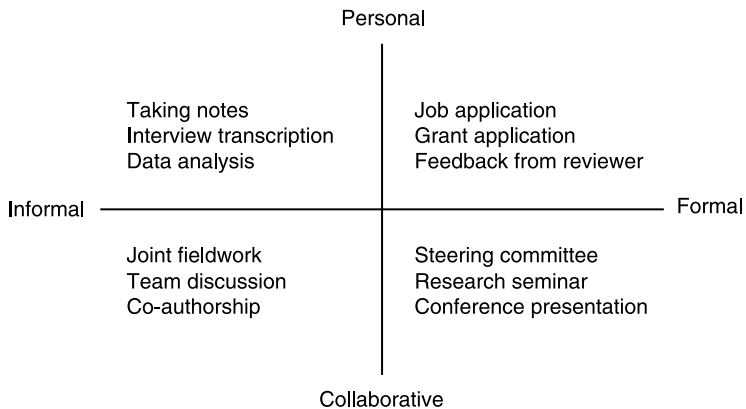 Personal
Taking notes
Interview transcription
Data analysis
Job application
Grant application
Feedback from reviewer
Informal
Formal
Joint fieldwork
Team discussion
Co-authorship
Steering committee
Research seminar
Conference presentation
Collaborative